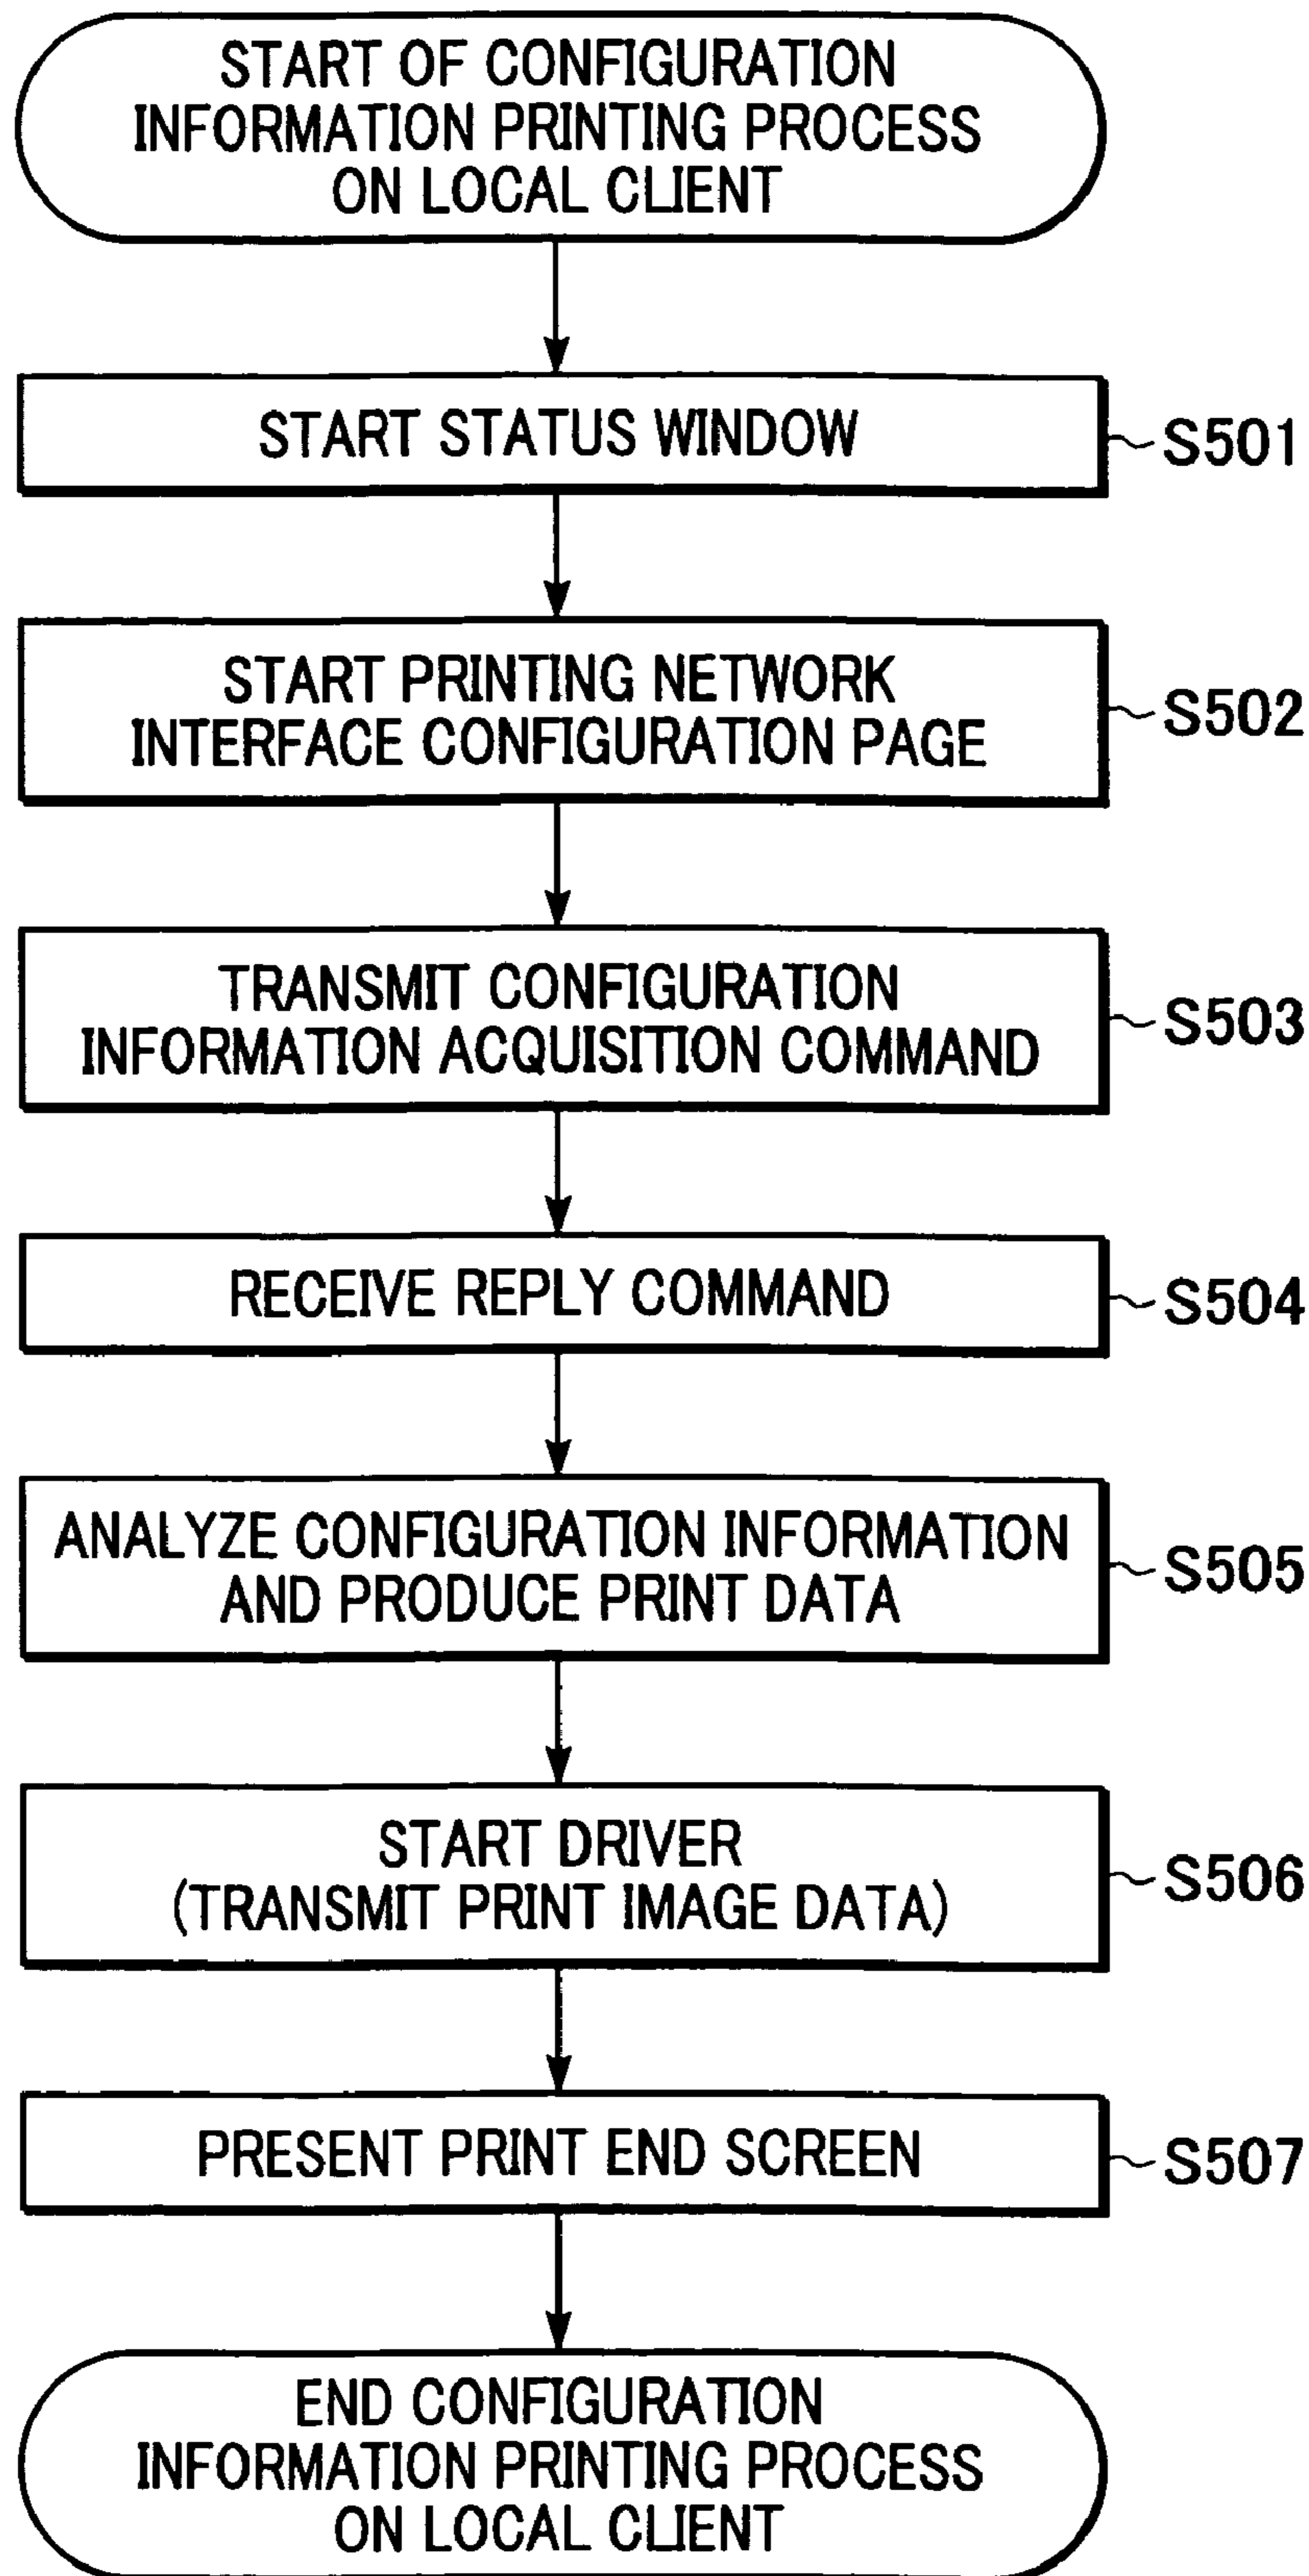 START OF CONFIGURATION
INFORMATION PRINTING PROCESS
ON LOCAL CLIENT
START STATUS WINDOW
S501
START PRINTING NETWORK
INTERFACE CONFIGURATION PAGE
S502
TRANSMIT CONFIGURATION
INFORMATION ACQUISITION COMMAND
S503
RECEIVE REPLY COMMAND
S504
ANALYZE CONFIGURATION INFORMATION
AND PRODUCE PRINT DATA
S505
START DRIVER
(TRANSMIT PRINT IMAGE DATA)
S506
PRESENT PRINT END SCREEN
S507
END CONFIGURATION
INFORMATION PRINTING PROCESS
ON LOCAL CLIENT